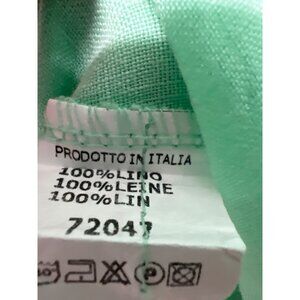 PRODOTTO IN ITALIA
100%LINO
100%LEINE
100%LIN
72047
P